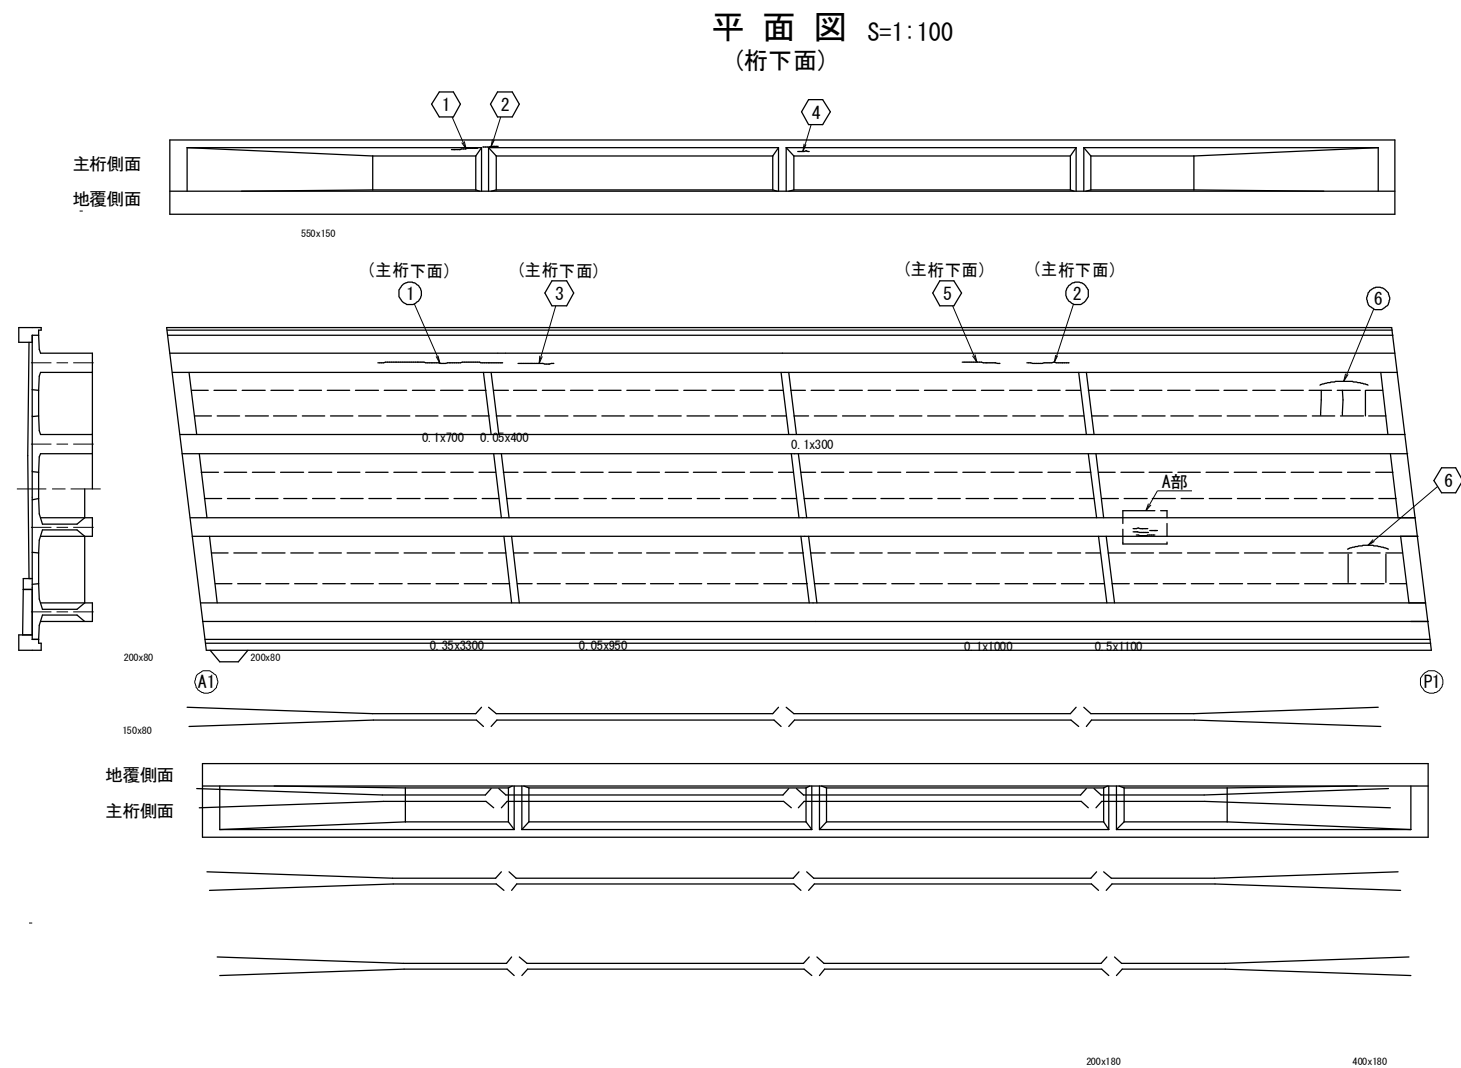 平面図 S=1:100
(桁下面)
1
2
4
主桁側面
地覆側面
550x150
(主桁下面)
(主桁下面)
(主桁下面)
(主桁下面)
1
3
5
2
6
0.1x700
0.05x400
0.1x300
A部
6
0.35x3300
0.05x950
0.1x1000
0.5x1100
200x80
200x80
A1
P1
150x80
地覆側面
主桁側面
200x180
400x180